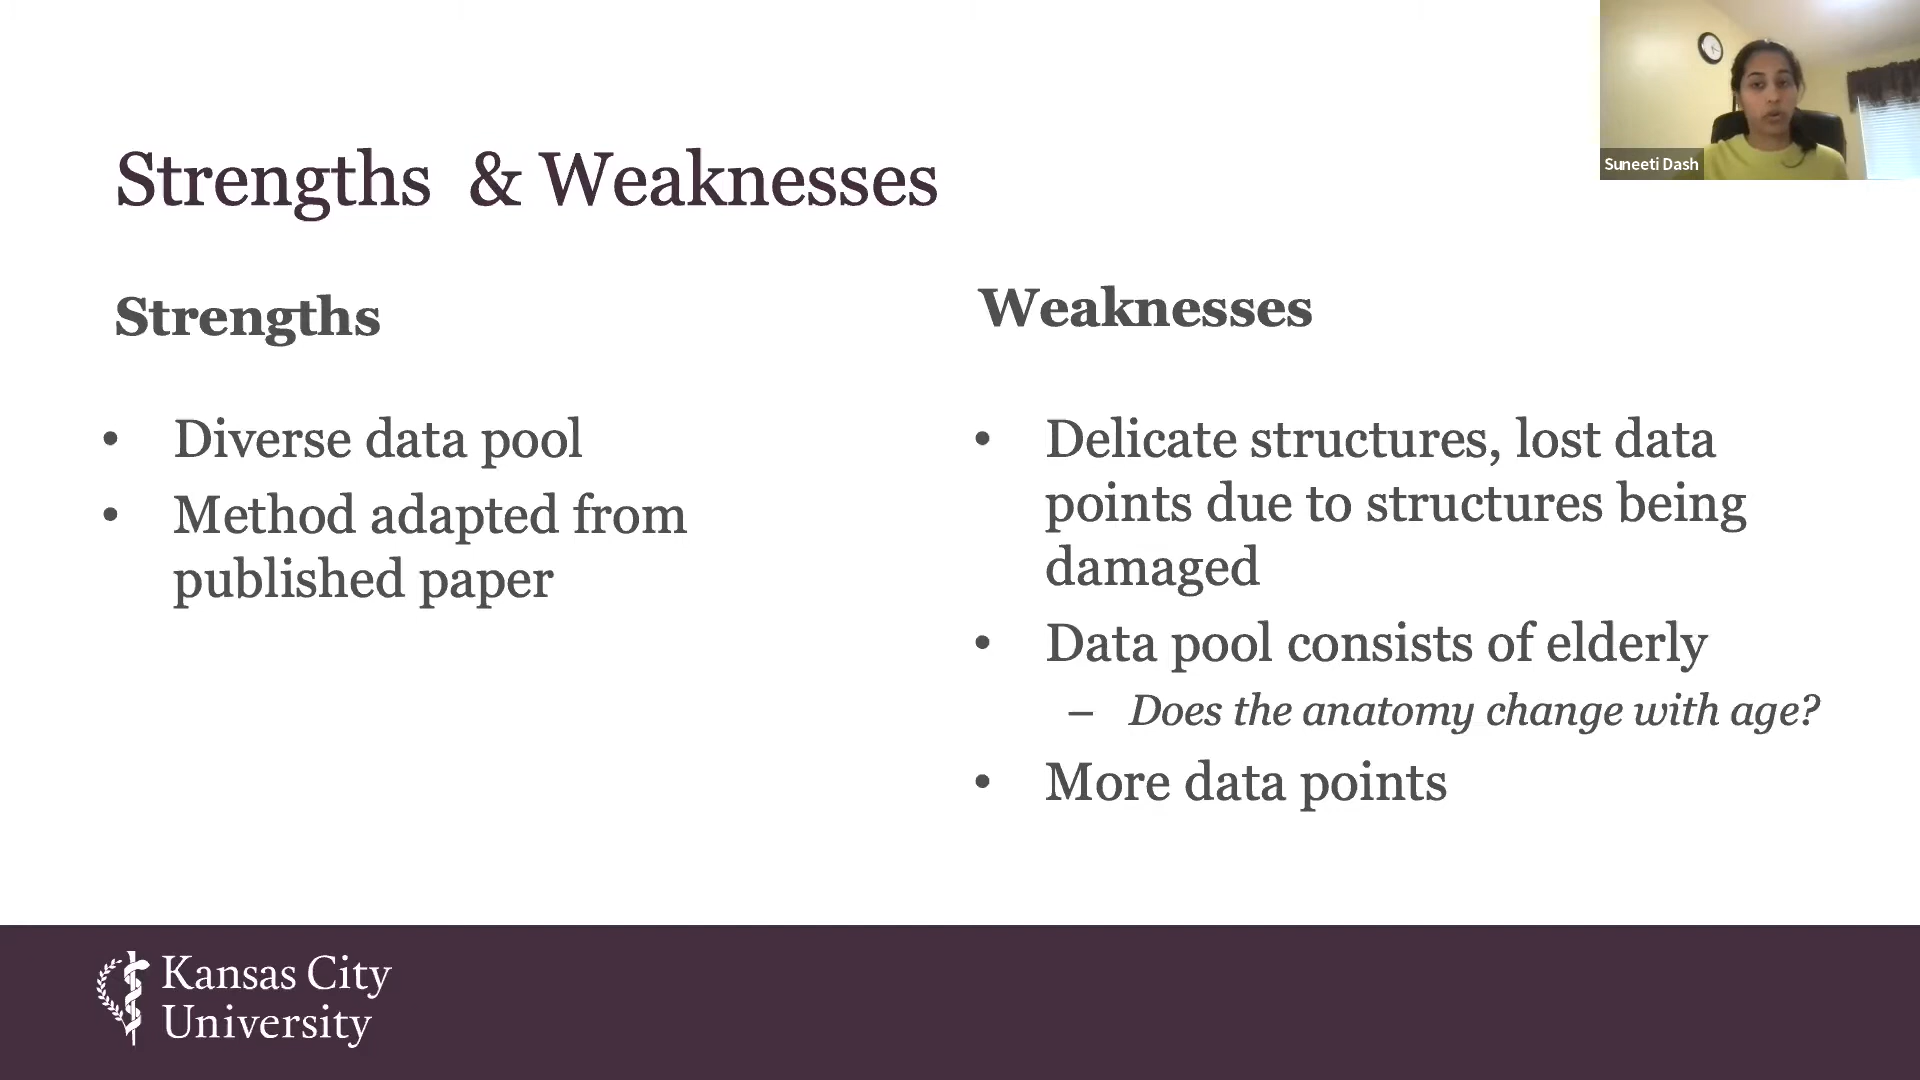 Strengths & Weaknesses
Strengths
• Diverse data pool
• Method adapted from
published paper
Weaknesses
• Delicate structures, lost data
points due to structures being
damaged
• Data pool consists of elderly
– Does the anatomy change with age?
• More data points
Suneeti Dash
Kansas City
University